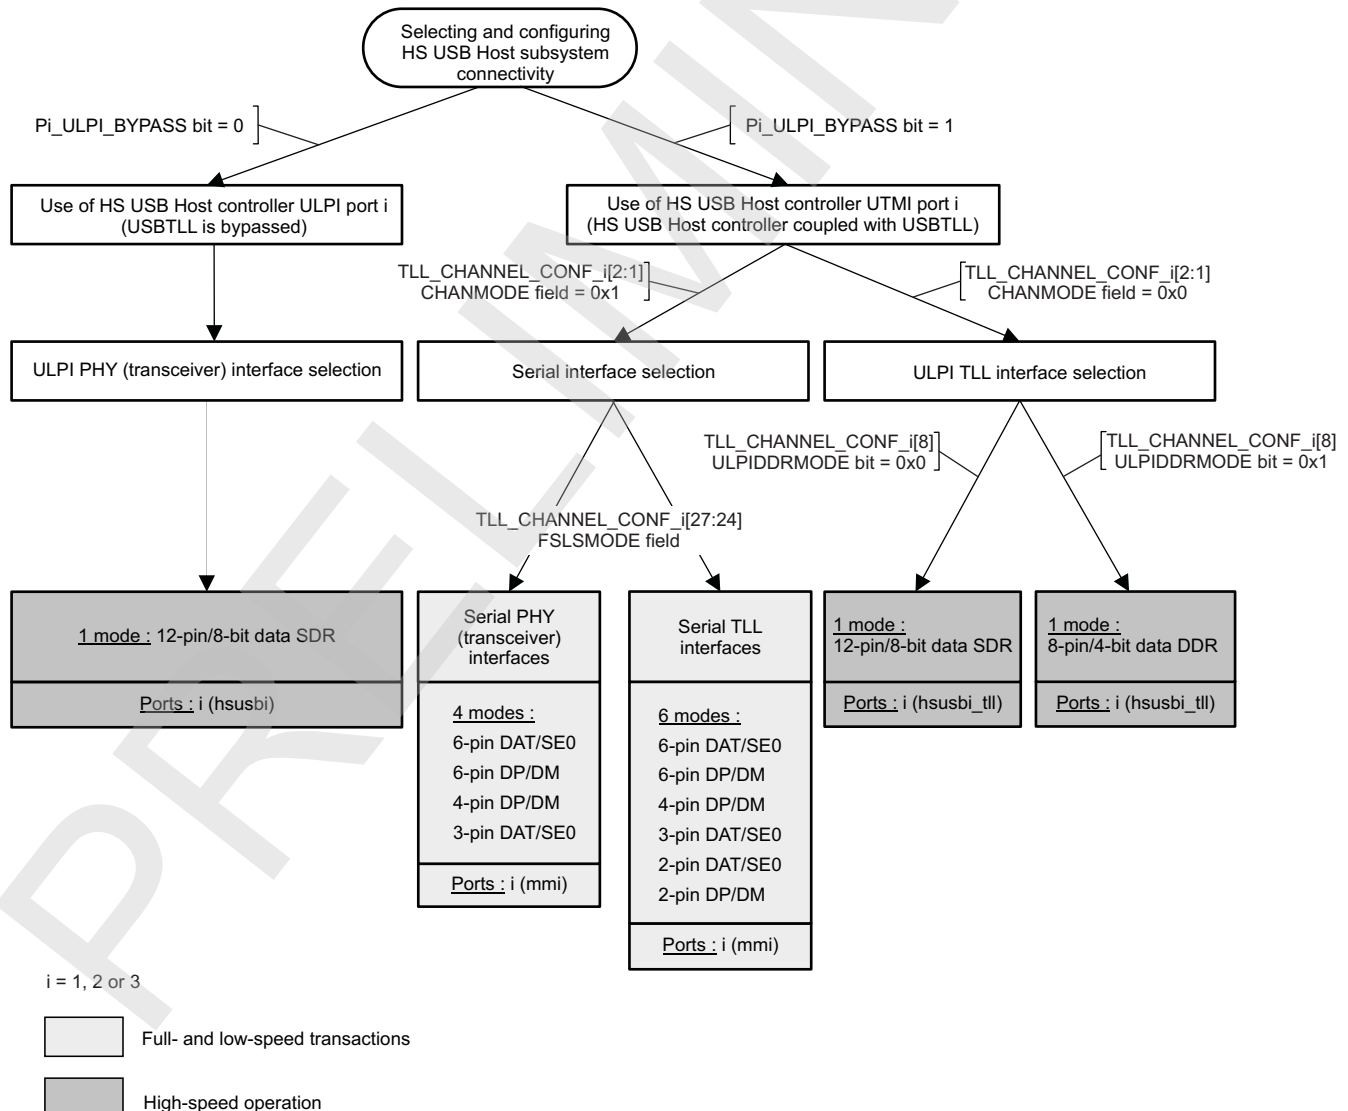 Selecting and configuring
HS USB Host subsystem
connectivity
Pi_ULPI_BYPASS bit = 0
Pi_ULPI_BYPASS bit = 1
Use of HS USB Host controller ULPI port i
(USBTLL is bypassed)
Use of HS USB Host controller UTMI port i
(HS USB Host controller coupled with USBTLL)
TLL_CHANNEL_CONF_i[2:1]
CHANMODE field = 0x1
TLL_CHANNEL_CONF_i[2:1]
CHANMODE field = 0x0
ULPI PHY (transceiver) interface selection
Serial interface selection
ULPI TLL interface selection
TLL_CHANNEL_CONF_i[8]
ULPIDDRMODE bit = 0x0
TLL_CHANNEL_CONF_i[8]
ULPIDDRMODE bit = 0x1
TLL_CHANNEL_CONF_i[27:24]
FSLSMODE field
1 mode : 12-pin/8-bit data SDR
Ports : i (hsusbi)
Serial PHY
(transceiver)
interfaces
4 modes :
6-pin DAT/SE0
6-pin DP/DM
4-pin DP/DM
3-pin DAT/SE0
Ports : i (mmi)
Serial TLL
interfaces
6 modes :
6-pin DAT/SE0
6-pin DP/DM
4-pin DP/DM
3-pin DAT/SE0
2-pin DAT/SE0
2-pin DP/DM
Ports : i (mmi)
1 mode :
12-pin/8-bit data SDR
Ports : i (hsusbi_tll)
1 mode :
8-pin/4-bit data DDR
Ports : i (hsusbi_tll)
i = 1, 2 or 3
Full- and low-speed transactions
High-speed operation
PRELIMIN